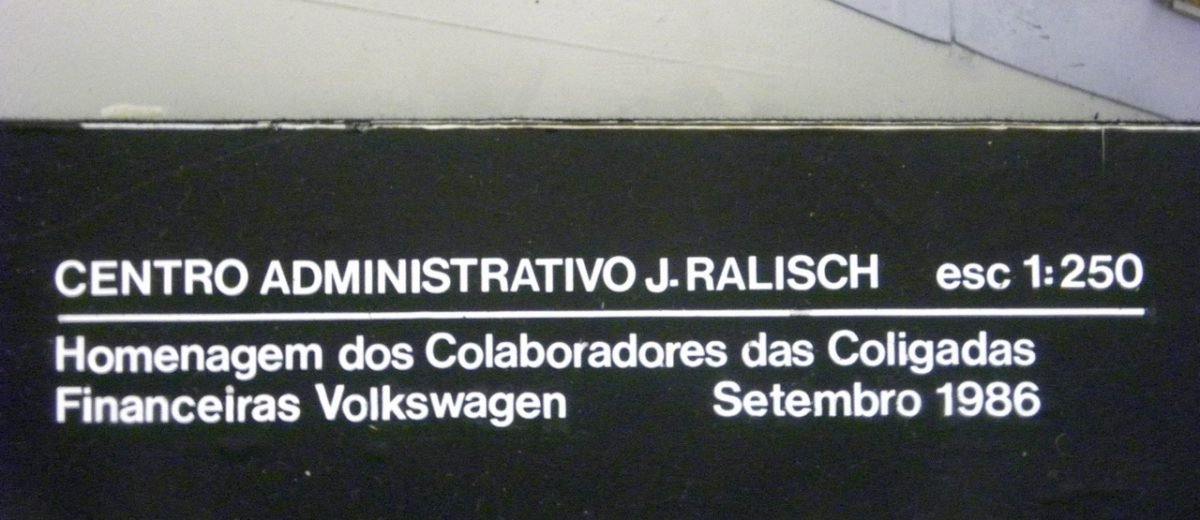 CENTRO ADMINISTRATIVO J.RALISCH esc 1:250
Homenagem dos Colaboradores das Coligadas
Financeiras Volkswagen Setembro 1986